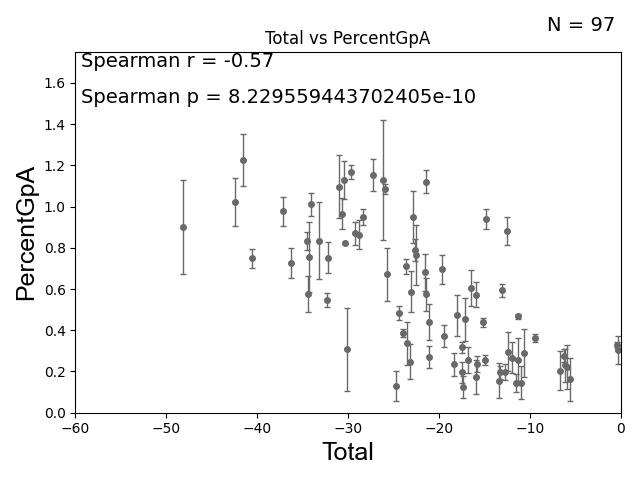 N = 97
Total vs PercentGpA
Spearman r = -0.57
Spearman p = 8.229559443702405e-10
PercentGpA
1.6
1.4
1.2
1.0
0.8
0.6
0.4
0.2
0.0
−60 −50 −40 −30 −20 −10 0
Total